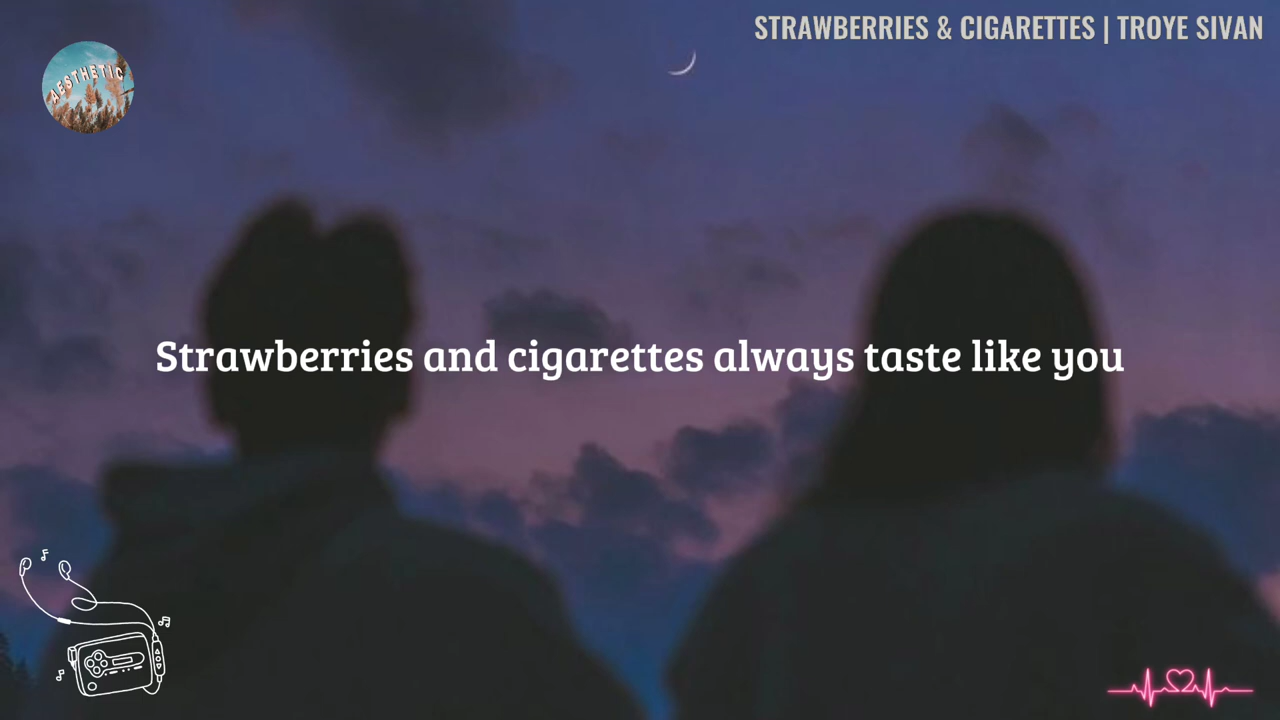 STRAWBERRIES & CIGARETTES | TROYE SIVAN
AESTHETIC
Strawberries and cigarettes always taste like you